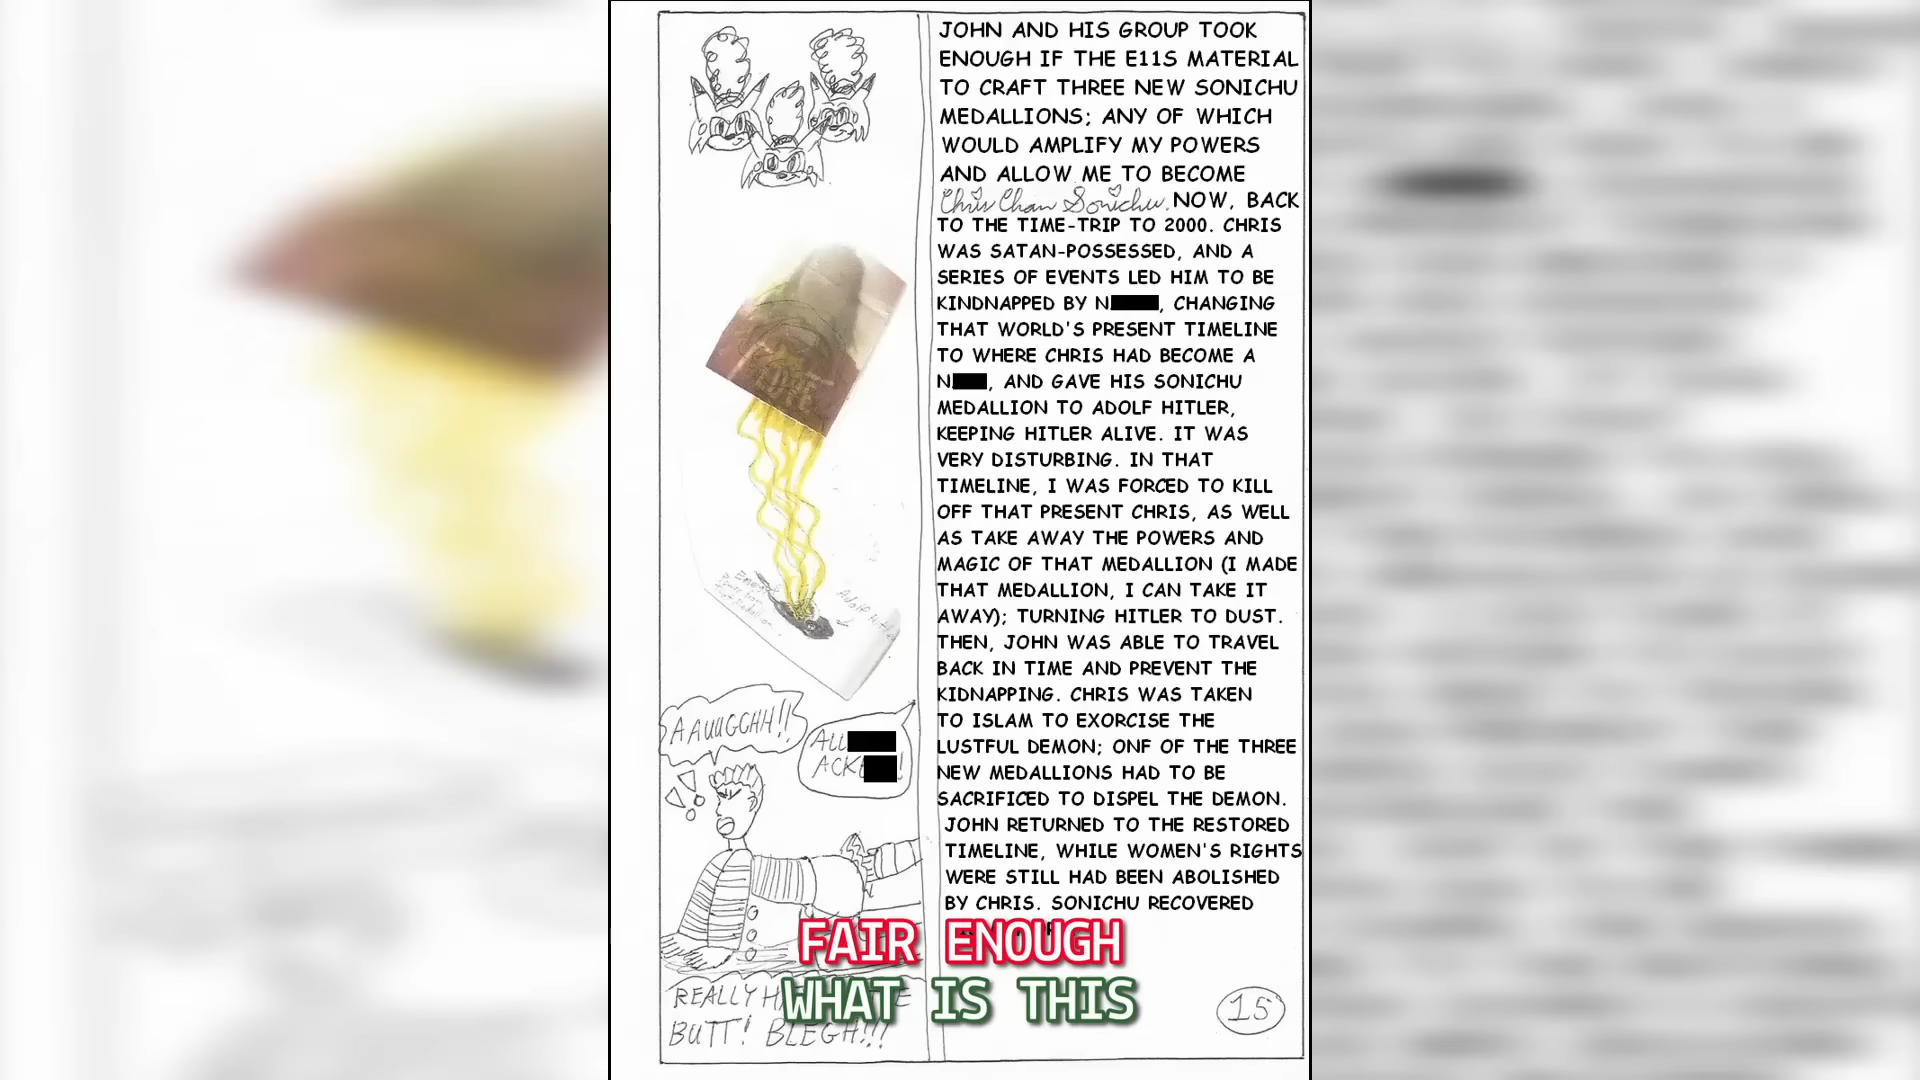 JOHN AND HIS GROUP TOOK
ENOUGH IF THE E11S MATERIAL
TO CRAFT THREE NEW SONICHU
MEDALLIONS; ANY OF WHICH
WOULD AMPLIFY MY POWERS
AND ALLOW ME TO BECOME
Chris Chan Sonichu. NOW, BACK
TO THE TIME-TRIP TO 2000. CHRIS
WAS SATAN-POSSESSED, AND A
SERIES OF EVENTS LED HIM TO BE
KINDNAPPED BY N, CHANGING
THAT WORLD'S PRESENT TIMELINE
TO WHERE CHRIS HAD BECOME A
N, AND GAVE HIS SONICHU
MEDALLION TO ADOLF HITLER,
KEEPING HITLER ALIVE. IT WAS
VERY DISTURBING. IN THAT
TIMELINE, I WAS FORCED TO KILL
OFF THAT PRESENT CHRIS, AS WELL
AS TAKE AWAY THE POWERS AND
MAGIC OF THAT MEDALLION (I MADE
THAT MEDALLION, I CAN TAKE IT
AWAY); TURNING HITLER TO DUST.
THEN, JOHN WAS ABLE TO TRAVEL
BACK IN TIME AND PREVENT THE
KIDNAPPING. CHRIS WAS TAKEN
TO ISLAM TO EXORCISE THE
LUSTFUL DEMON; ONF OF THE THREE
NEW MEDALLIONS HAD TO BE
SACRIFICED TO DISPEL THE DEMON.
JOHN RETURNED TO THE RESTORED
TIMELINE, WHILE WOMEN'S RIGHTS
WERE STILL HAD BEEN ABOLISHED
BY CHRIS. SONICHU RECOVERED
AAUUGGHH!!
ALL
ACK !
REALLY
BUTT! BLEGH!!!
15
FAIR ENOUGH
WHAT IS THIS